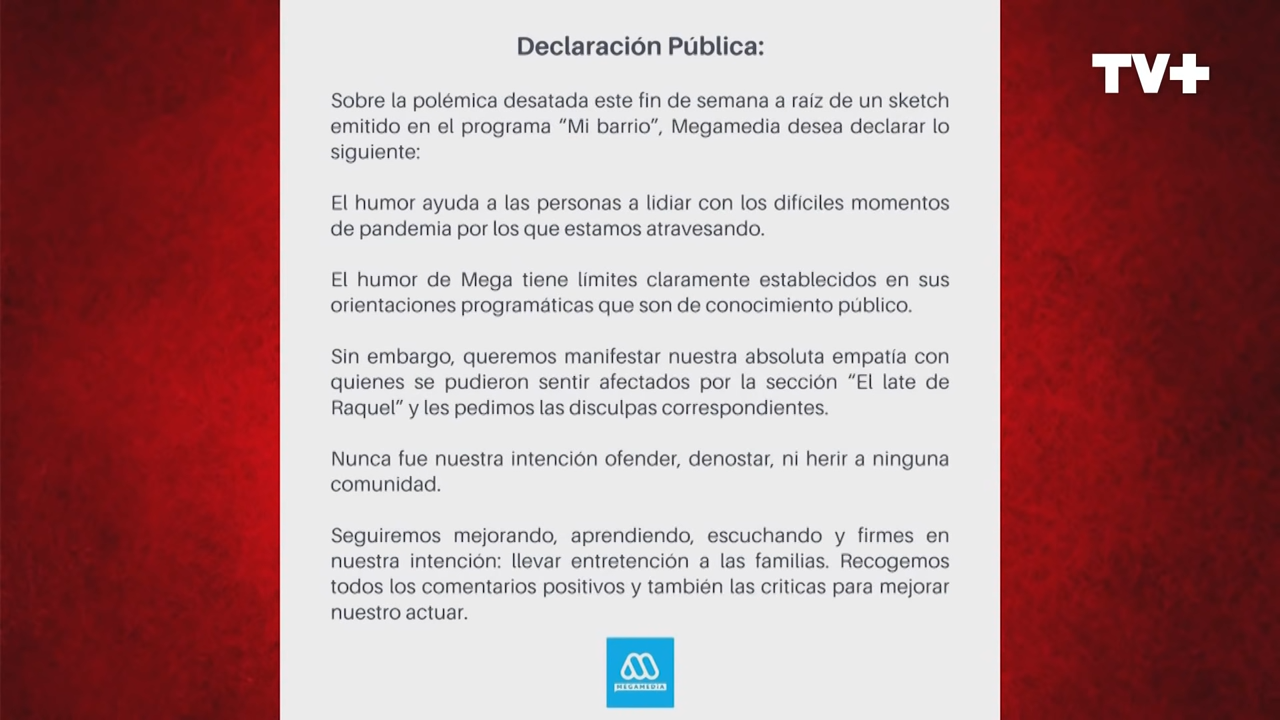 Declaración Pública:
TV+
Sobre la polémica desatada este fin de semana a raíz de un sketch
emitido en el programa “Mi barrio”, Megamedia desea declarar lo
siguiente:
El humor ayuda a las personas a lidiar con los difíciles momentos
de pandemia por los que estamos atravesando.
El humor de Mega tiene límites claramente establecidos en sus
orientaciones programáticas que son de conocimiento público.
Sin embargo, queremos manifestar nuestra absoluta empatía con
quienes se pudieron sentir afectados por la sección “El late de
Raquel” y les pedimos las disculpas correspondientes.
Nunca fue nuestra intención ofender, denostar, ni herir a ninguna
comunidad.
Seguiremos mejorando, aprendiendo, escuchando y firmes en
nuestra intención: llevar entretención a las familias. Recogemos
todos los comentarios positivos y también las criticas para mejorar
nuestro actuar.
MEGAMEDIA